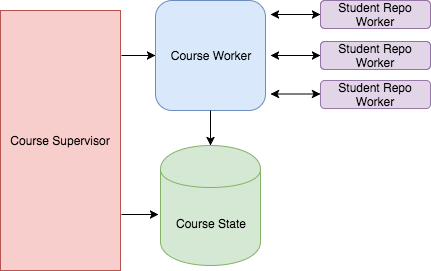 Course Supervisor
Course Worker
Student Repo
Worker
Student Repo
Worker
Student Repo
Worker
Course State